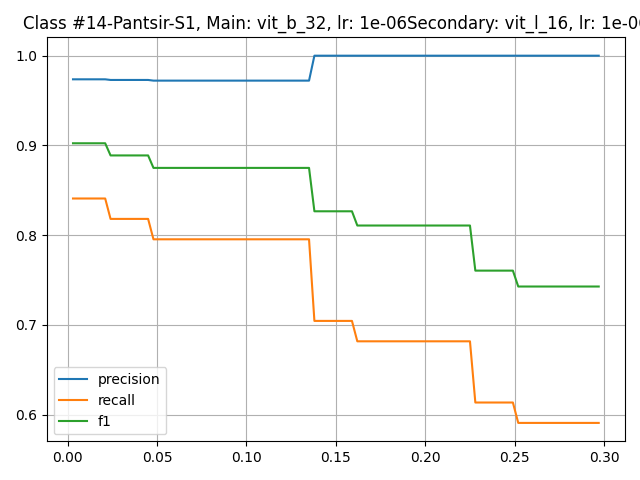 Class #14-Pantsir-S1, Main: vit_b_32, lr: 1e-06Secondary: vit_l_16, lr: 1e-0
1.0
0.9
0.8
0.7
0.6
precision
recall
f1
0.00 0.05 0.10 0.15 0.20 0.25 0.30